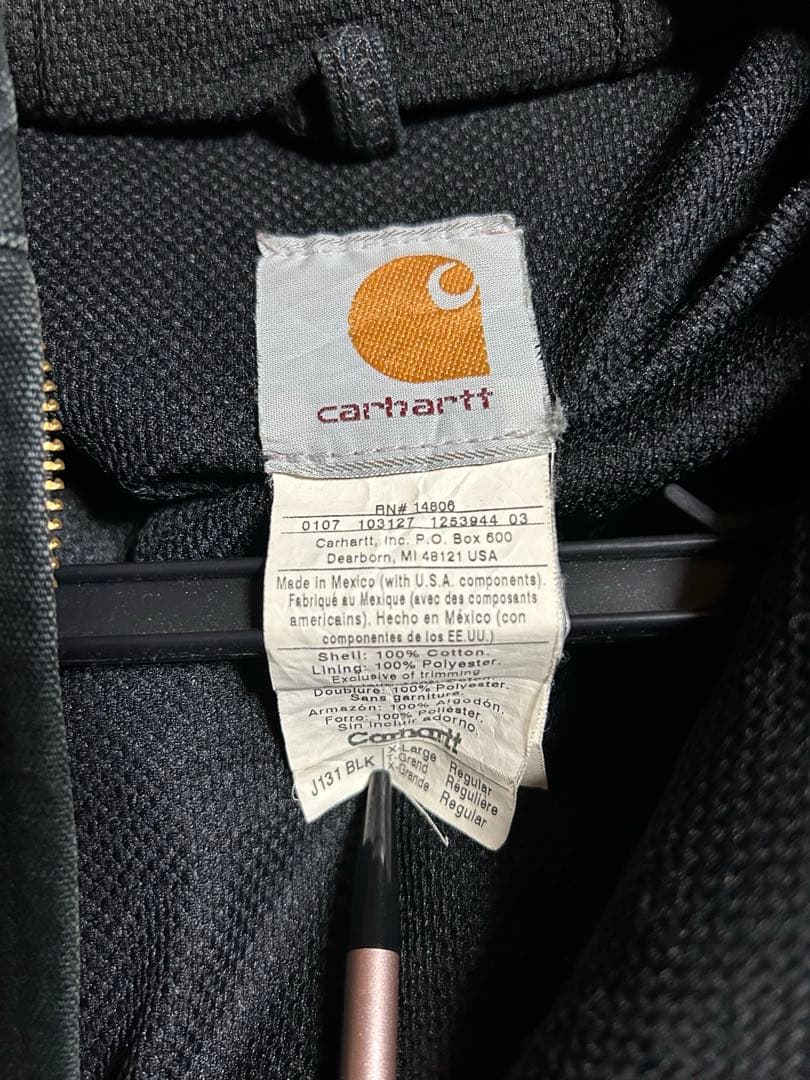 carhartt
RN# 14806
0107 103127 1253944 03
Carhartt, Inc. P.O. Box 600
Dearborn, MI 48121 USA
Made in Mexico (with U.S.A. components).
Fabriqué au Mexique (avec des composants
americains). Hecho en México (con
componentes de los EE.UU.)
Shell: 100% Cotton.
Lining: 100% Polyester.
Exclusive of trimming
Doublure: 100% Polyester.
Sans garniture.
Armazón: 100% Algodón.
Forro: 100% Poliéster.
Sin incluir adorno.
Carhartt
J131 BLK
X-Large Regular
T-Grand Régulière
X-Grande Regular